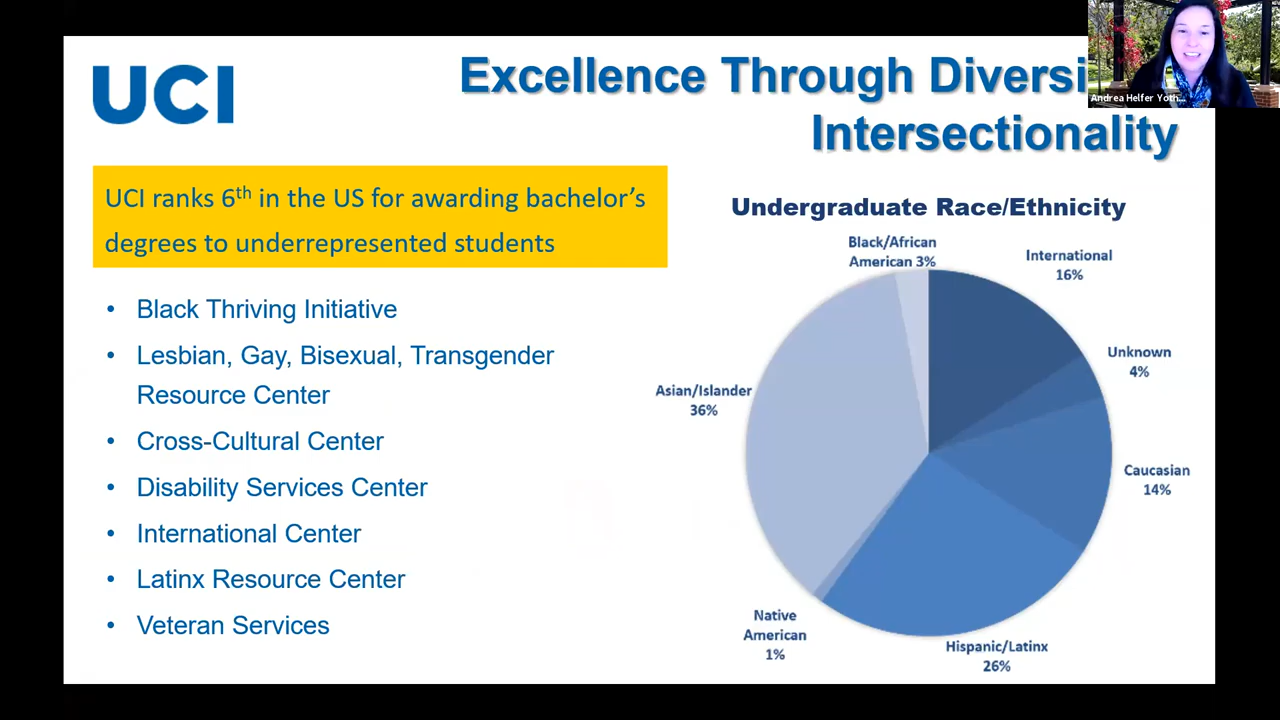 UCI
Excellence Through
Intersectionality
Andrea Helfer
UCI ranks 6th in the US for awarding bachelor's
degrees to underrepresented students
• Black Thriving Initiative
• Lesbian, Gay, Bisexual, Transgender
Resource Center
• Cross-Cultural Center
• Disability Services Center
• International Center
• Latinx Resource Center
• Veteran Services
Undergraduate Race/Ethnicity
Black/African
American 3%
International
16%
Unknown
4%
Asian/Islander
36%
Caucasian
14%
Native
American
1%
Hispanic/Latinx
26%